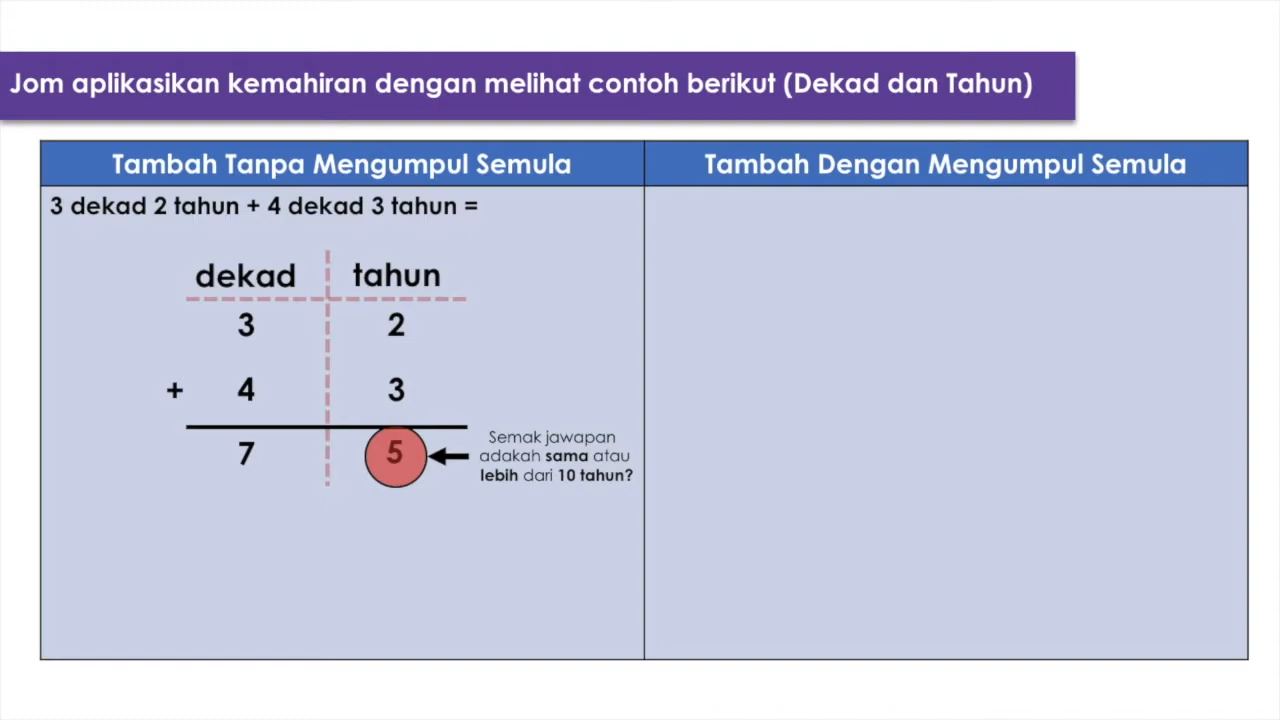 Jom aplikasikan kemahiran dengan melihat contoh berikut (Dekad dan Tahun)
Tambah Tanpa Mengumpul Semula
Tambah Dengan Mengumpul Semula
3 dekad 2 tahun + 4 dekad 3 tahun =
dekad tahun
3 2
+ 4 3
7 5
Semak jawapan
adakah sama atau
lebih dari 10 tahun?